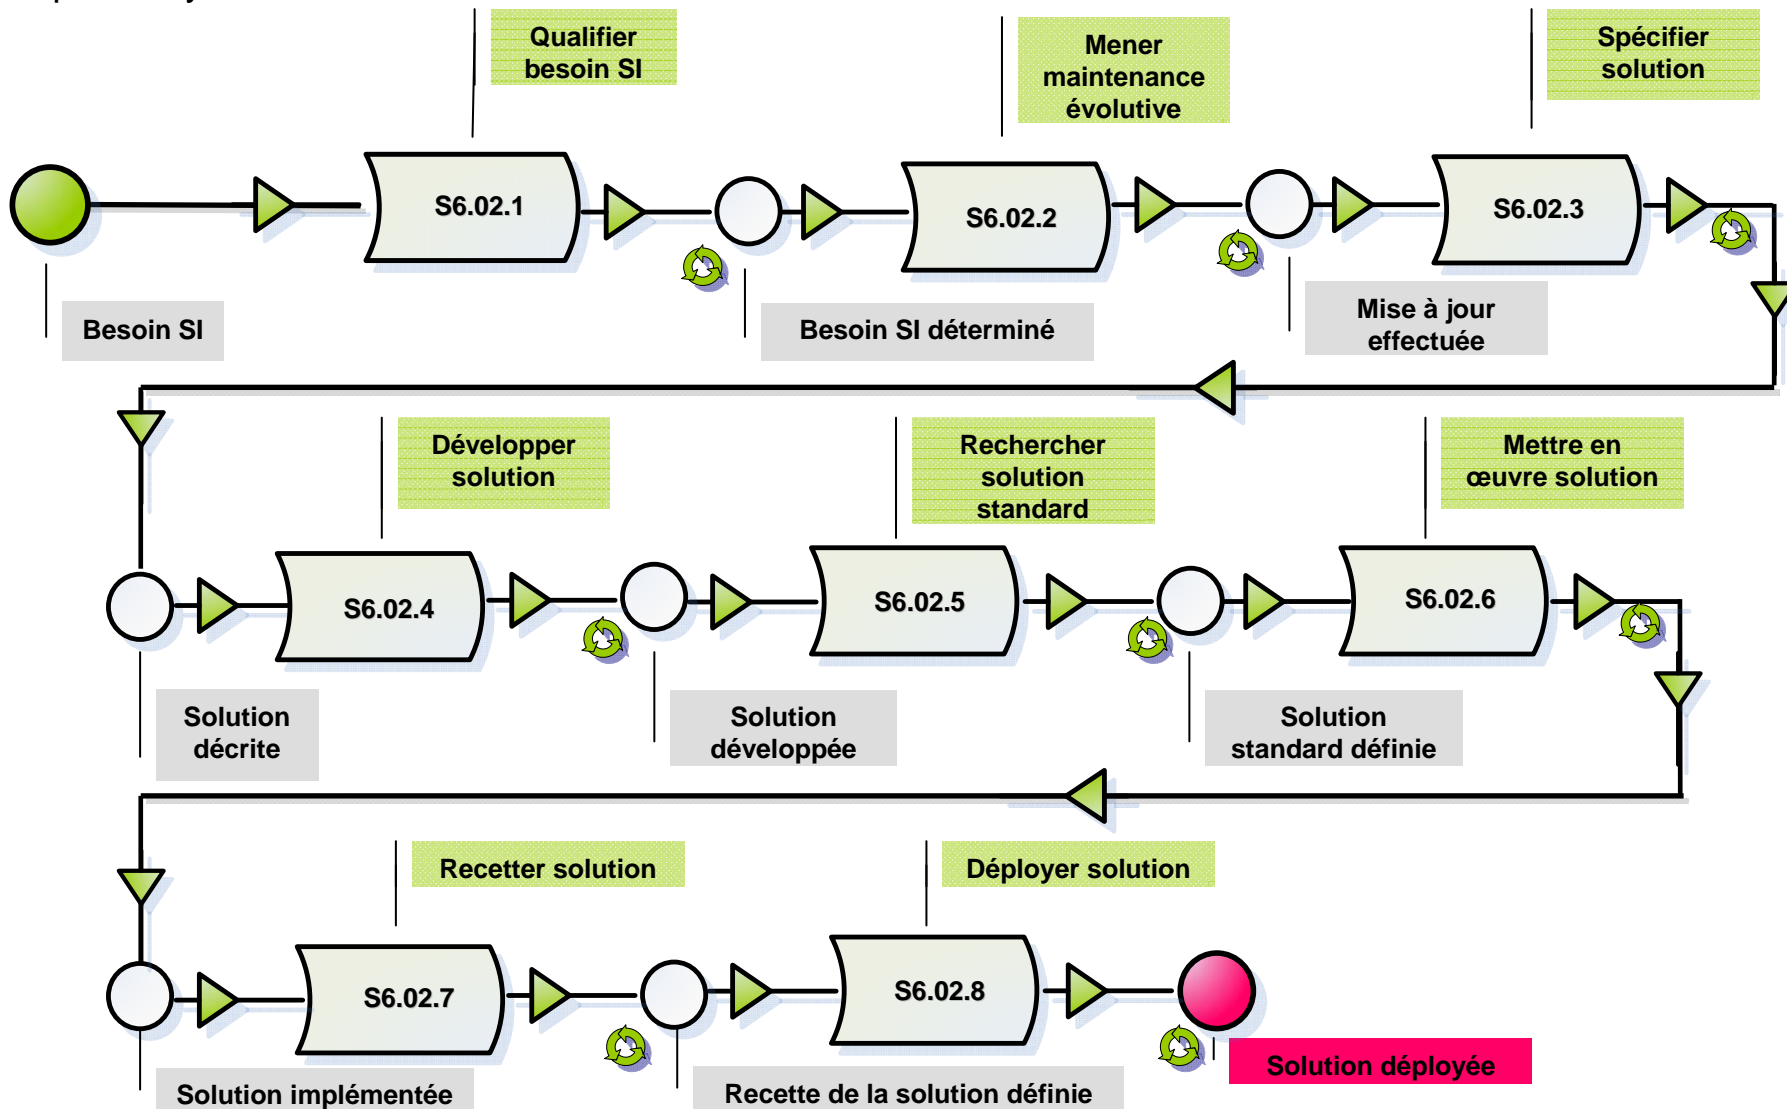 Qualifier
besoin SI
Mener
maintenance
évolutive
Spécifier
solution
S6.02.1
S6.02.2
S6.02.3
Besoin SI
Besoin SI déterminé
Mise à jour
effectuée
Développer
solution
Rechercher
solution
standard
Mettre en
œuvre solution
S6.02.4
S6.02.5
S6.02.6
Solution
décrite
Solution
développée
Solution
standard définie
Recetter solution
Déployer solution
S6.02.7
S6.02.8
Solution implémentée
Recette de la solution définie
Solution déployée